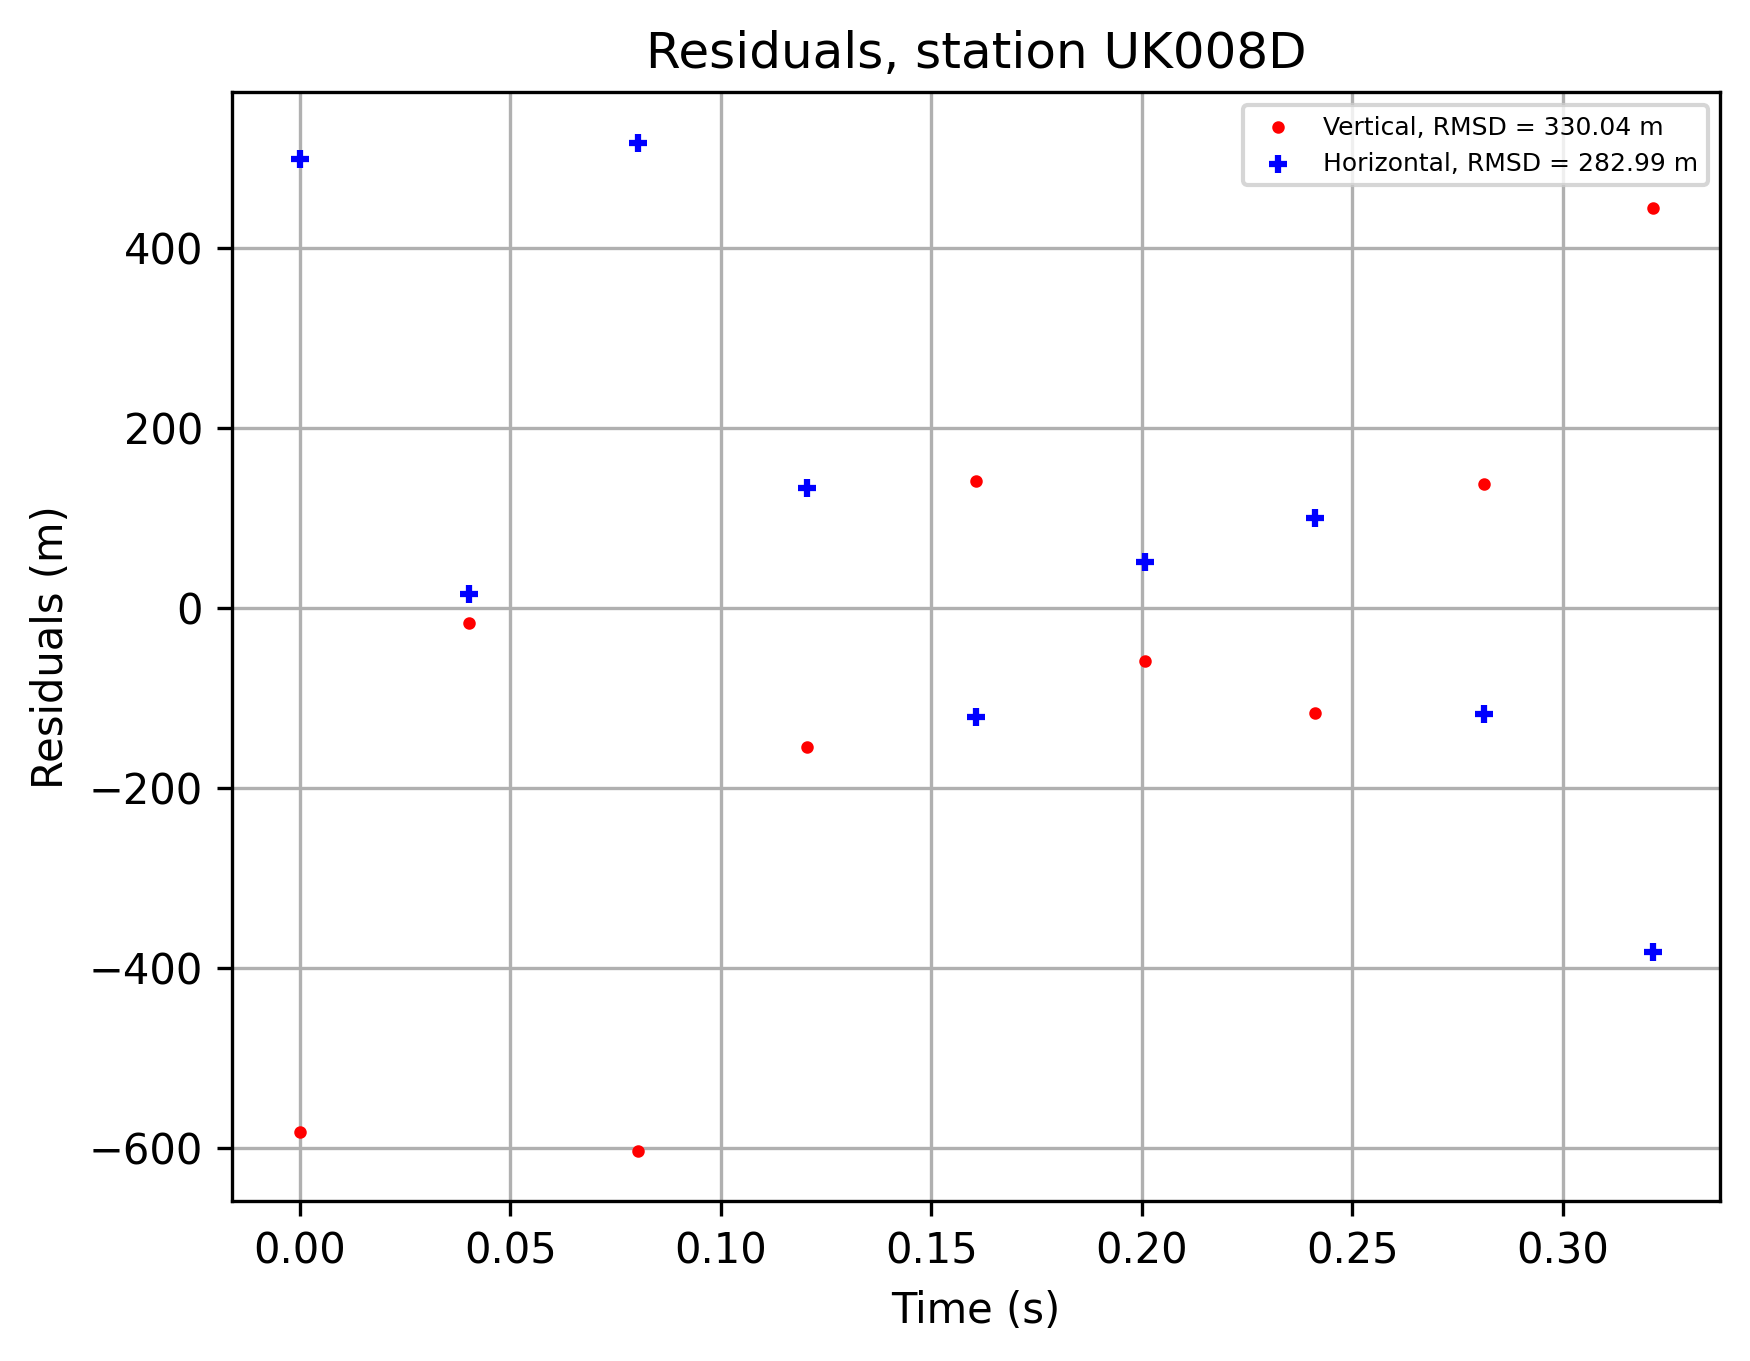 Residuals, station UK008D
Vertical, RMSD = 330.04 m
Horizontal, RMSD = 282.99 m
Residuals (m)
400
200
0
−200
−400
−600
0.00 0.05 0.10 0.15 0.20 0.25 0.30
Time (s)